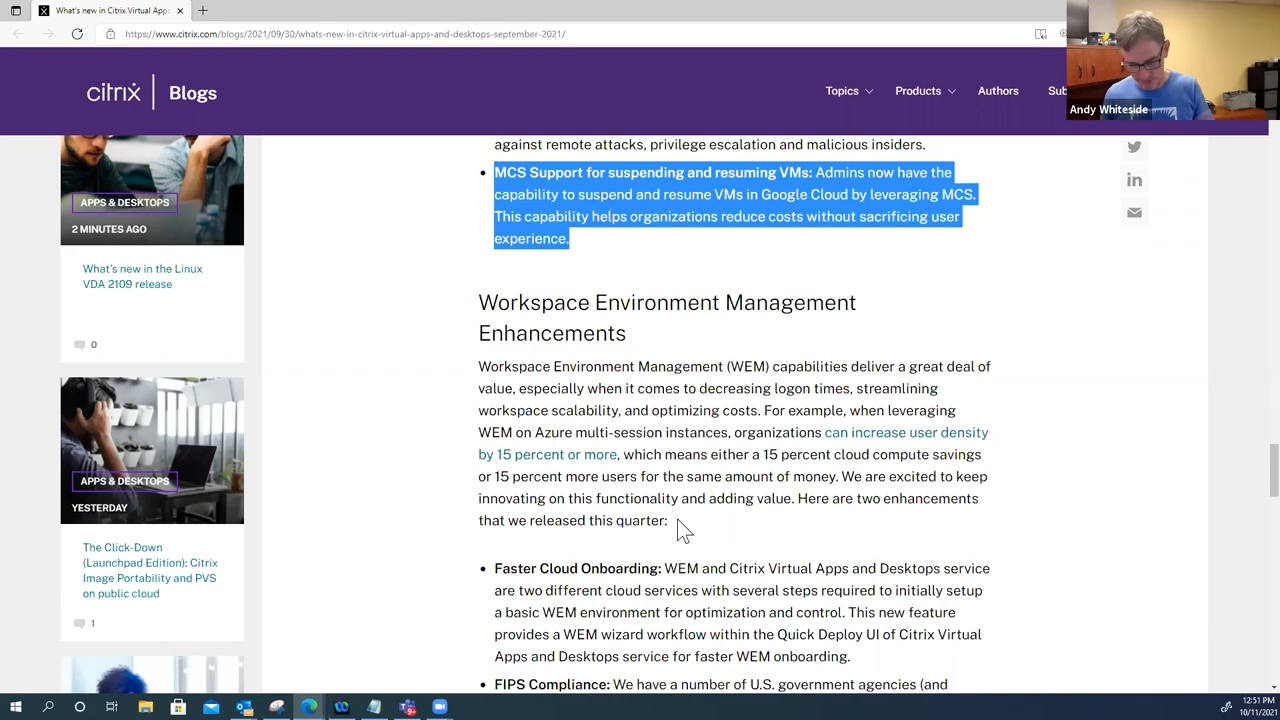 What's new in Citrix Virtual Apps
https://www.citrix.com/blogs/2021/09/30/whats-new-in-citrix-virtual-apps-and-desktops-september-2021/
citrix | Blogs
Topics
Products
Authors
Sub
Andy Whiteside
APPS & DESKTOPS
2 MINUTES AGO
What's new in the Linux
VDA 2109 release
0
APPS & DESKTOPS
YESTERDAY
The Click-Down
(Launchpad Edition): Citrix
Image Portability and PVS
on public cloud
1
against remote attacks, privilege escalation and malicious insiders.
• MCS Support for suspending and resuming VMs: Admins now have the
capability to suspend and resume VMs in Google Cloud by leveraging MCS.
This capability helps organizations reduce costs without sacrificing user
experience.
Workspace Environment Management
Enhancements
Workspace Environment Management (WEM) capabilities deliver a great deal of
value, especially when it comes to decreasing logon times, streamlining
workspace scalability, and optimizing costs. For example, when leveraging
WEM on Azure multi-session instances, organizations can increase user density
by 15 percent or more, which means either a 15 percent cloud compute savings
or 15 percent more users for the same amount of money. We are excited to keep
innovating on this functionality and adding value. Here are two enhancements
that we released this quarter:
• Faster Cloud Onboarding: WEM and Citrix Virtual Apps and Desktops service
are two different cloud services with several steps required to initially setup
a basic WEM environment for optimization and control. This new feature
provides a WEM wizard workflow within the Quick Deploy UI of Citrix Virtual
Apps and Desktops service for faster WEM onboarding.
• FIPS Compliance: We have a number of U.S. government agencies (and
12:51 PM
10/11/2021